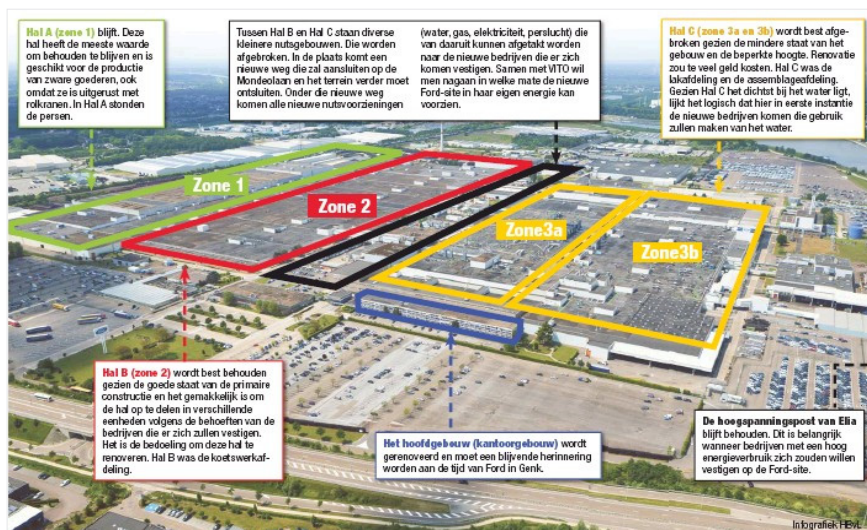 Hal A (zone 1) blijft. Deze
hal heeft de meeste waarde
om behouden te blijven en is
geschikt voor de productie
van zware goederen, ook
omdat ze is uitgerust met
rolkranen. In Hal A stonden
de persen.
Tussen Hal B en Hal C staan diverse
kleinere nutsgebouwen. Die worden
afgebroken. In de plaats komt een
nieuwe weg die zal aansluiten op de
Mondeolaan en het terrein verder moet
ontsluiten. Onder die nieuwe weg
komen alle nieuwe nutsvoorzieningen
(water, gas, elektriciteit, perslucht) die
van daaruit kunnen afgetakt worden
naar de nieuwe bedrijven die er zich
komen vestigen. Samen met VITO wil
men nagaan in welke mate de nieuwe
Ford-site in haar eigen energie kan
voorzien.
Hal C (zone 3a en 3b) wordt best afge-
broken gezien de mindere staat van het
gebouw en de beperkte hoogte. Renovatie
zou te veel geld kosten. Hal C was de
lakafdeling en de assemblageafdeling.
Gezien Hal C het dichtst bij het water ligt,
lijkt het logisch dat hier in eerste instantie
de nieuwe bedrijven komen die gebruik
zullen maken van het water.
Zone 1
Zone 2
Zone3a
Zone3b
Hal B (zone 2) wordt best behouden
gezien de goede staat van de primaire
constructie en het gemakkelijk is om
de hal op te delen in verschillende
eenheden volgens de behoeften van de
bedrijven die er zich zullen vestigen.
Het is de bedoeling om deze hal te
renoveren. Hal B was de koetswerkaf-
deling.
Het hoofdgebouw (kantoorgebouw) wordt
gerenoveerd en moet een blijvende herinnering
worden aan de tijd van Ford in Genk.
De hoogspanningspost van Elia
blijft behouden. Dit is belangrijk
wanneer bedrijven met een hoog
energieverbruik zich zouden willen
vestigen op de Ford-site.
Infografiek HBvL